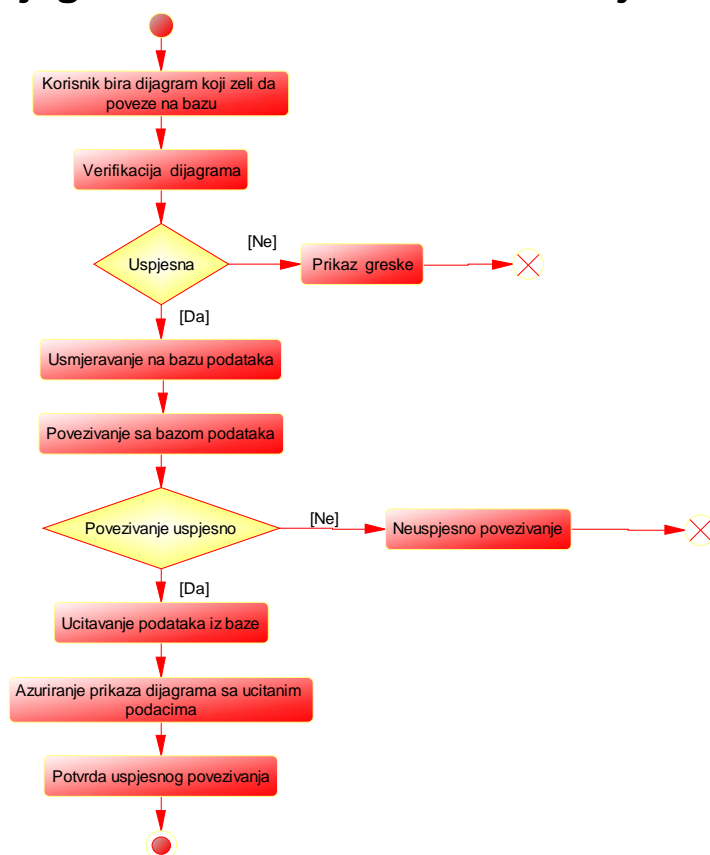 Korisnik bira dijagram koji zeli da
poveze na bazu
Verifikacija dijagrama
Uspjesna
[Ne]
Prikaz greske
[Da]
Usmjeravanje na bazu podataka
Povezivanje sa bazom podataka
Povezivanje uspjesno
[Ne]
Neuspjesno povezivanje
[Da]
Ucitavanje podataka iz baze
Azuriranje prikaza dijagrama sa ucitanim
podacima
Potvrda uspjesnog povezivanja